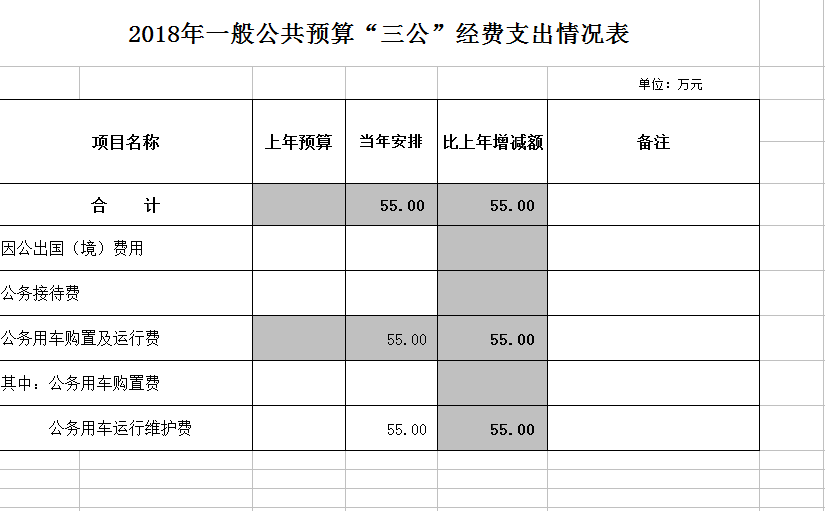 2018年一般公共预算“三公”经费支出情况表
单位：万元
项目名称 上年预算 当年安排 比上年增减额 备注
合 计 55.00 55.00
因公出国（境）费用
公务接待费
公务用车购置及运行费 55.00 55.00
其中：公务用车购置费
公务用车运行维护费 55.00 55.00